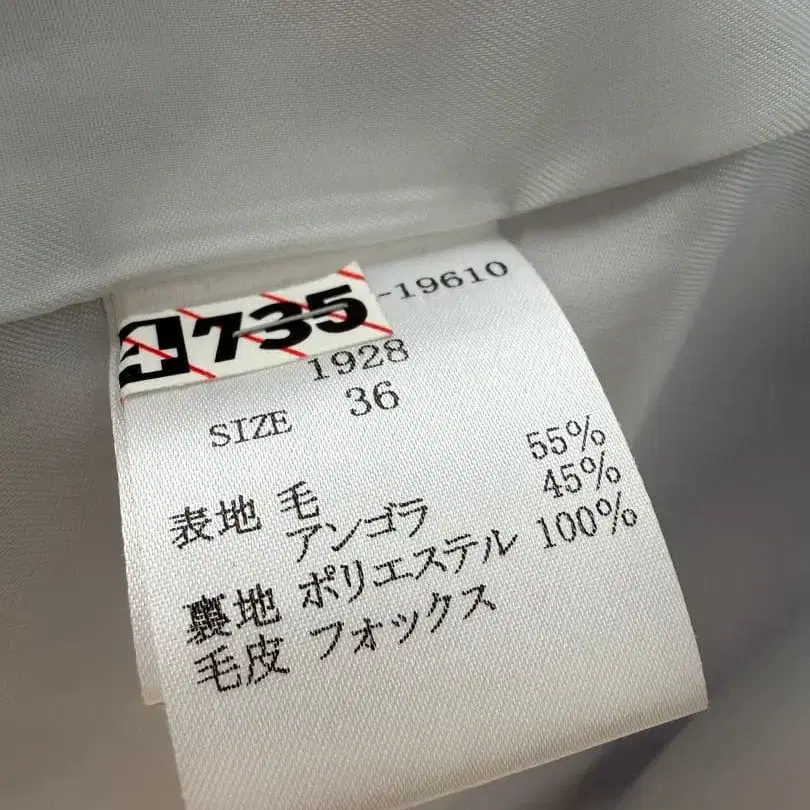 -19610
4735
1928
SIZE 36
表地 毛 55%
アンゴラ 45%
裏地 ポリエステル 100%
毛皮 フォックス